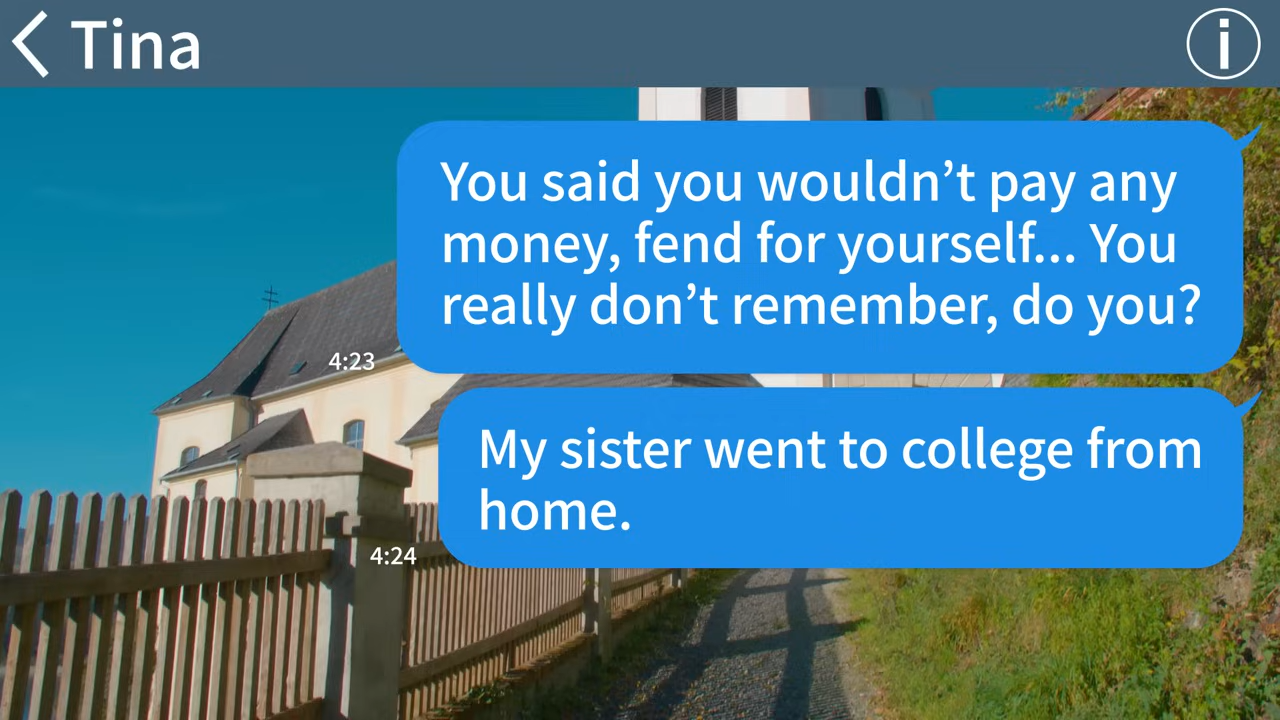 Tina
i
You said you wouldn’t pay any
money, fend for yourself... You
really don’t remember, do you?
4:23
My sister went to college from
home.
4:24